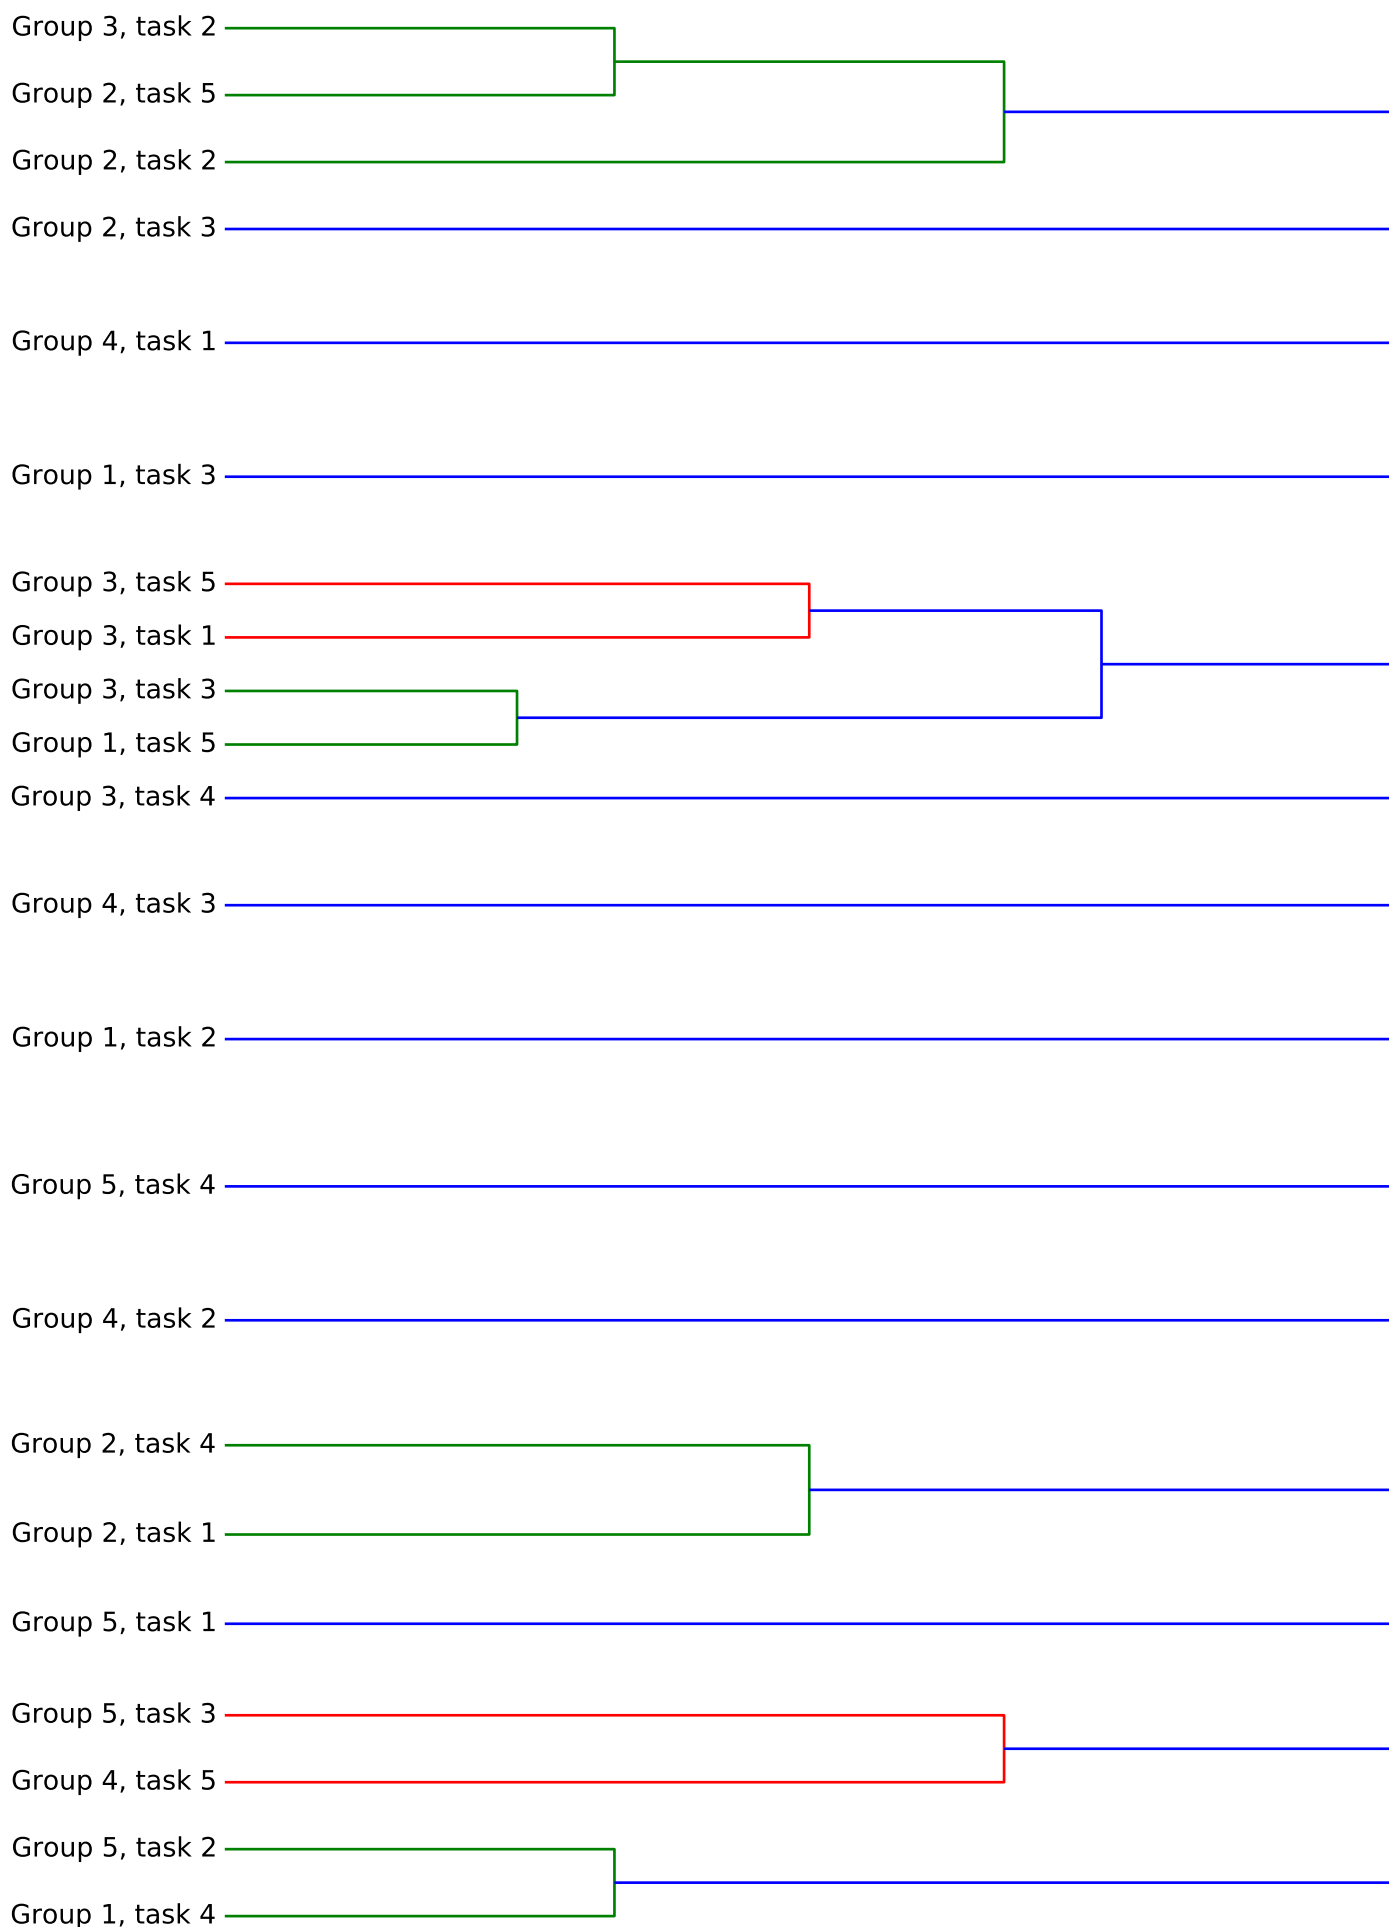 Group 3, task 2
Group 2, task 5
Group 2, task 2
Group 2, task 3
Group 4, task 1
Group 1, task 3
Group 3, task 5
Group 3, task 1
Group 3, task 3
Group 1, task 5
Group 3, task 4
Group 4, task 3
Group 1, task 2
Group 5, task 4
Group 4, task 2
Group 2, task 4
Group 2, task 1
Group 5, task 1
Group 5, task 3
Group 4, task 5
Group 5, task 2
Group 1, task 4